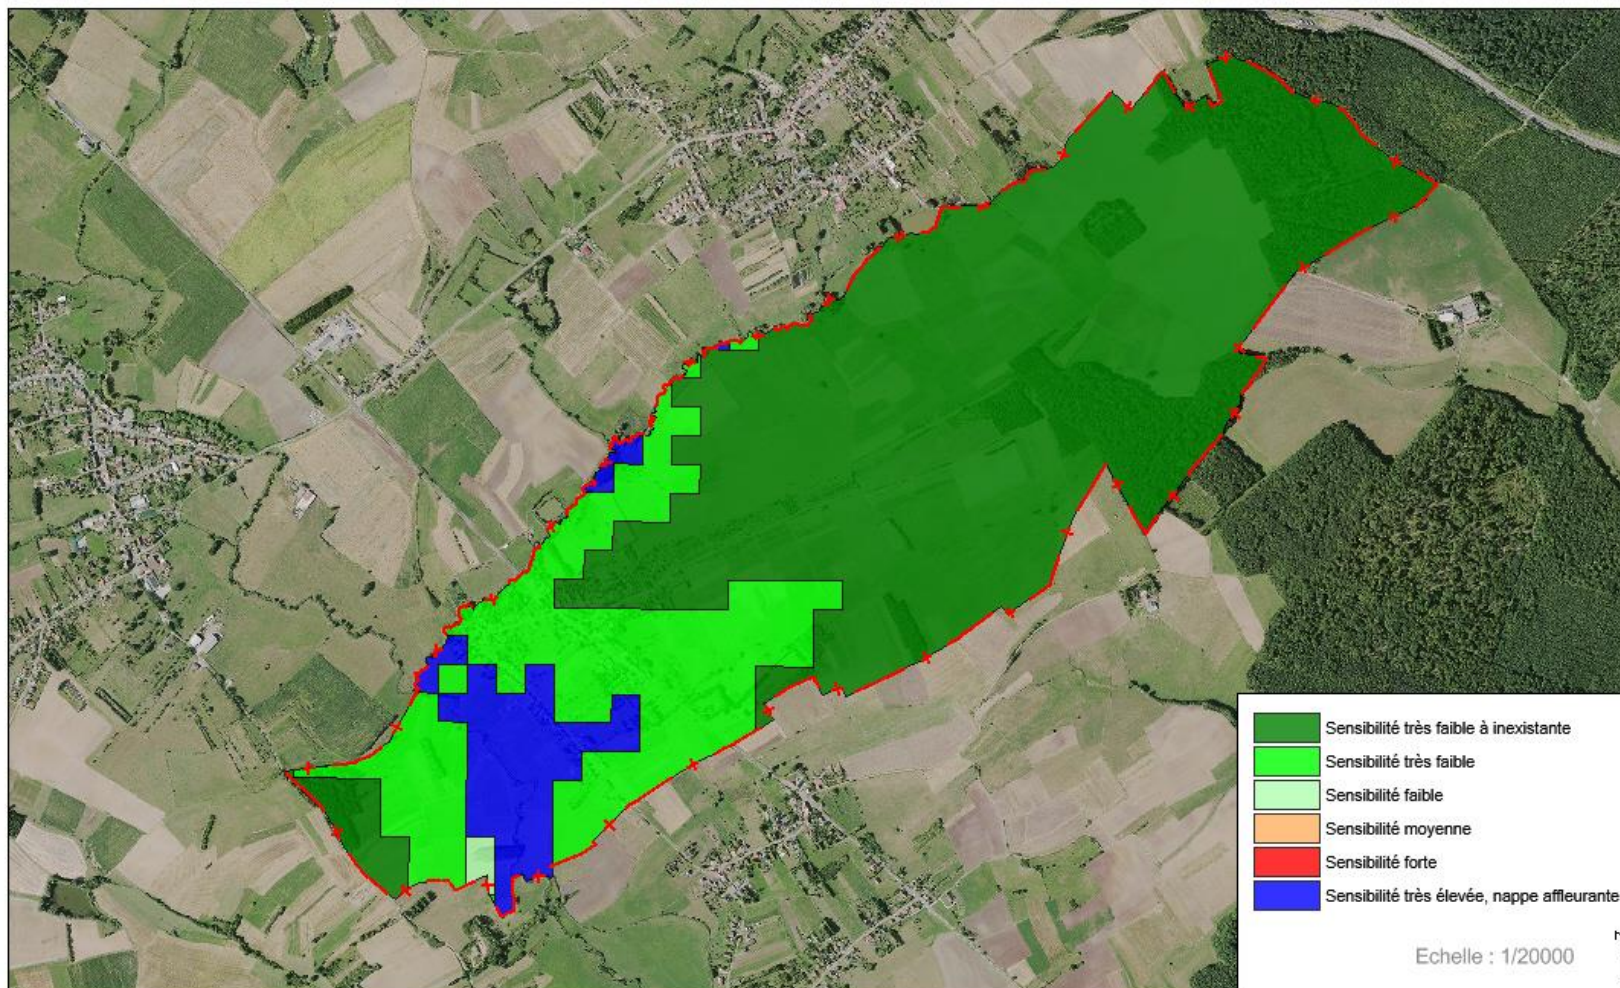 Sensibilité très faible à inexistante
Sensibilité très faible
Sensibilité faible
Sensibilité moyenne
Sensibilité forte
Sensibilité très élevée, nappe affleurante
Echelle : 1/20000